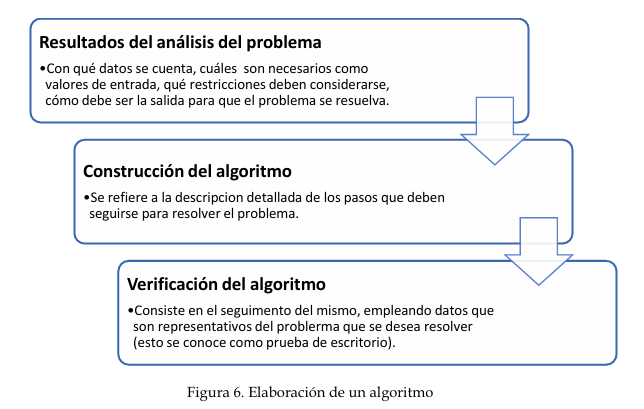 Resultados del análisis del problema
•Con qué datos se cuenta, cuáles son necesarios como
valores de entrada, qué restricciones deben considerarse,
cómo debe ser la salida para que el problema se resuelva.
Construcción del algoritmo
•Se refiere a la descripcion detallada de los pasos que deben
seguirse para resolver el problema.
Verificación del algoritmo
•Consiste en el seguimento del mismo, empleando datos que
son representativos del problerma que se desea resolver
(esto se conoce como prueba de escritorio).
Figura 6. Elaboración de un algoritmo